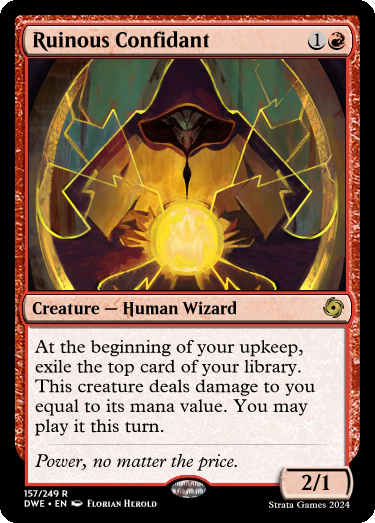 Ruinous Confidant 1
Creature — Human Wizard
At the beginning of your upkeep,
exile the top card of your library.
This creature deals damage to you
equal to its mana value. You may
play it this turn.
Power, no matter the price.
2/1
157/249 R
DWE • EN Florian Herold
Strata Games 2024